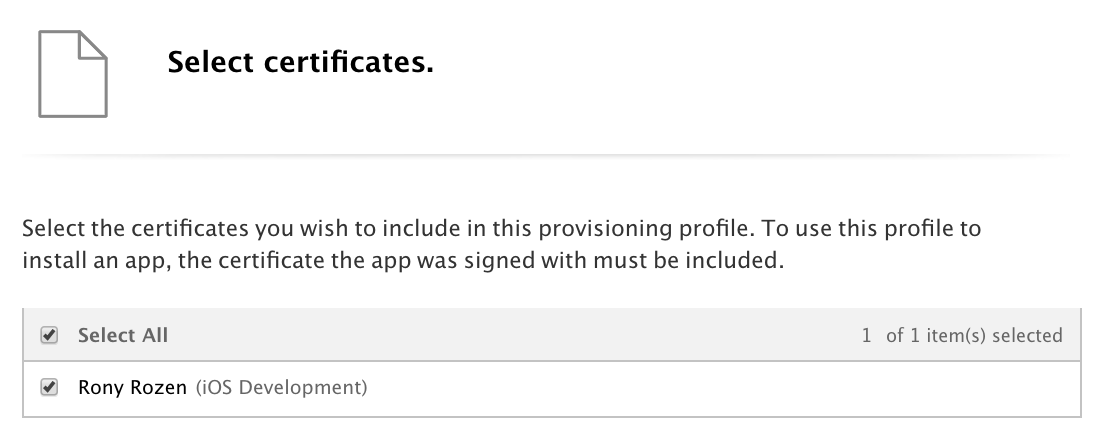 Select certificates.
Select the certificates you wish to include in this provisioning profile. To use this profile to
install an app, the certificate the app was signed with must be included.
Select All 1 of 1 item(s) selected
Rony Rozen (iOS Development)